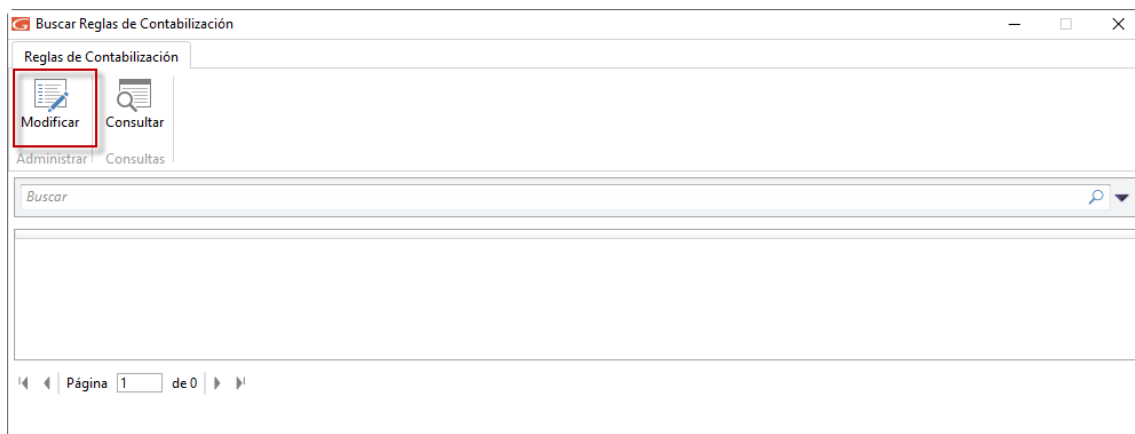 Buscar Reglas de Contabilización
Reglas de Contabilización
Modificar Consultar
Administrar Consultas
Buscar
Página 1 de 0